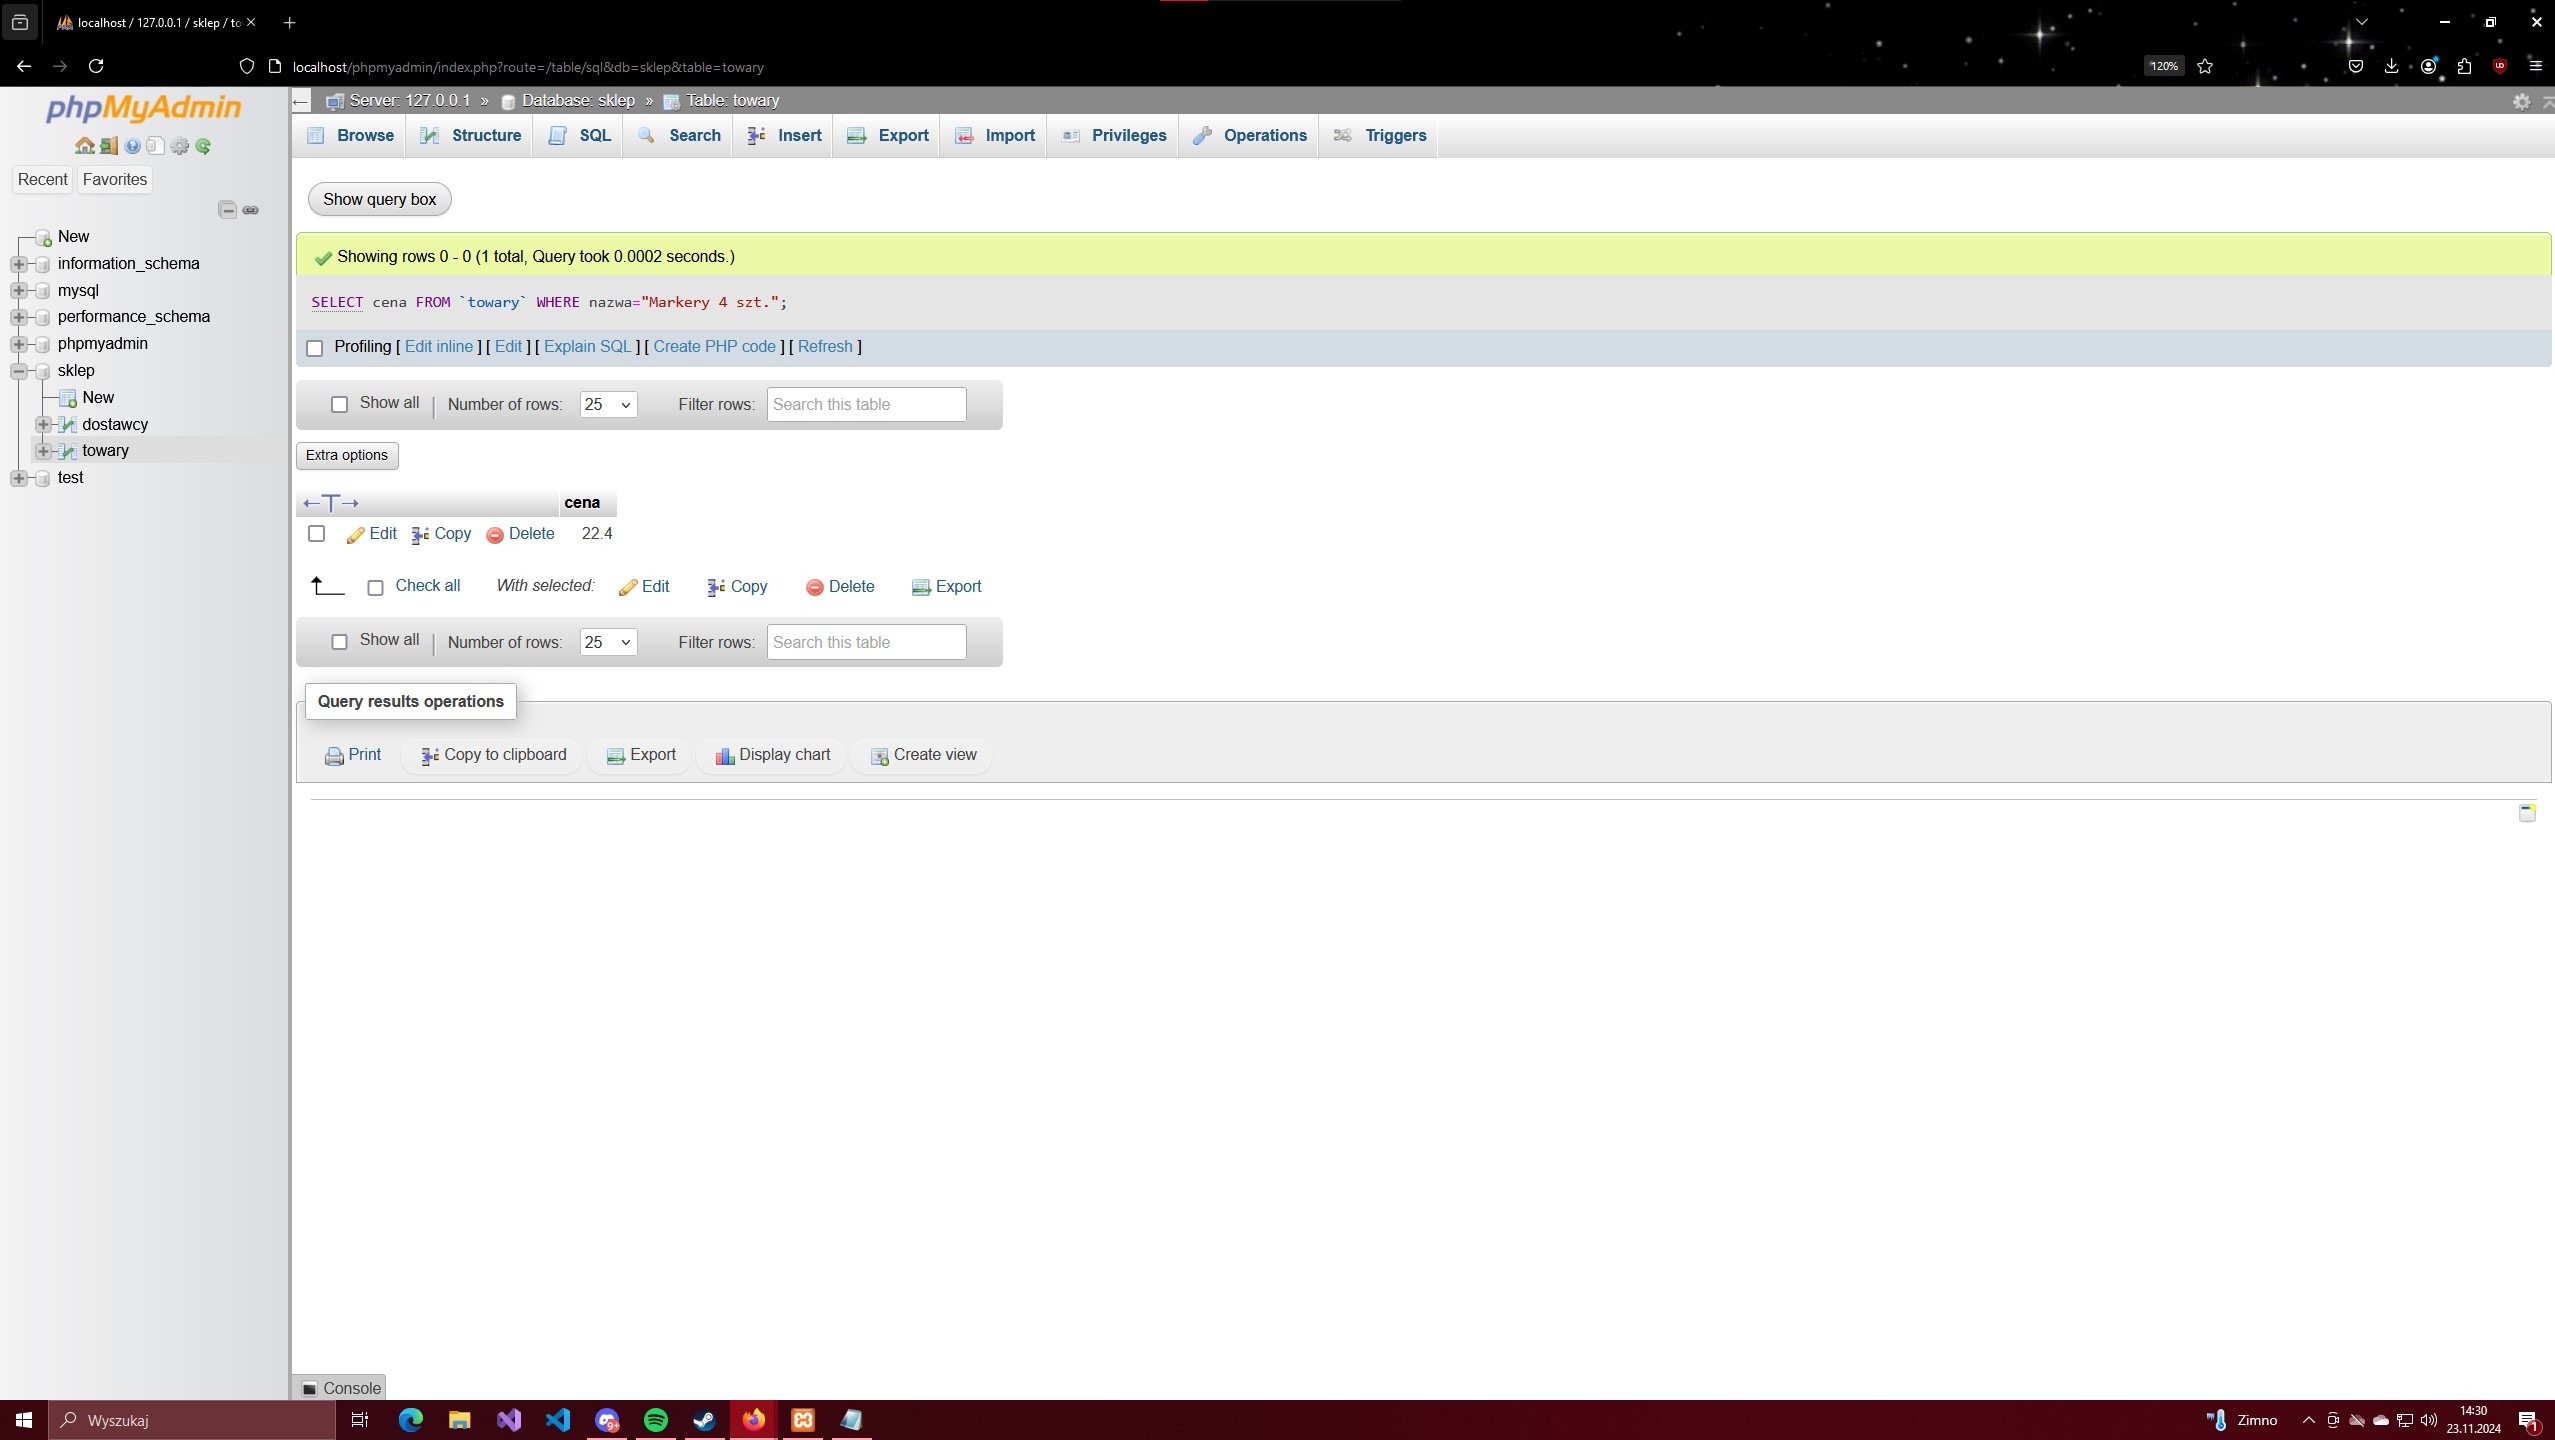 localhost / 127.0.0.1 / sklep / to
localhost/phpmyadmin/index.php?route=/table/sql&db=sklep&table=towary
120%
phpMyAdmin
Recent Favorites
New
information_schema
mysql
performance_schema
phpmyadmin
sklep
New
dostawcy
towary
test
Server: 127.0.0.1 » Database: sklep » Table: towary
Browse Structure SQL Search Insert Export Import Privileges Operations Triggers
Show query box
Showing rows 0 - 0 (1 total, Query took 0.0002 seconds.)
SELECT cena FROM `towary` WHERE nazwa="Markery 4 szt.";
Profiling [ Edit inline ] [ Edit ] [ Explain SQL ] [ Create PHP code ] [ Refresh ]
Show all | Number of rows: 25 Filter rows: Search this table
Extra options
←T→ cena
Edit Copy Delete 22.4
Check all With selected: Edit Copy Delete Export
Show all | Number of rows: 25 Filter rows: Search this table
Query results operations
Print Copy to clipboard Export Display chart Create view
Console
Wyszukaj
9+
Zimno
14:30
23.11.2024
1